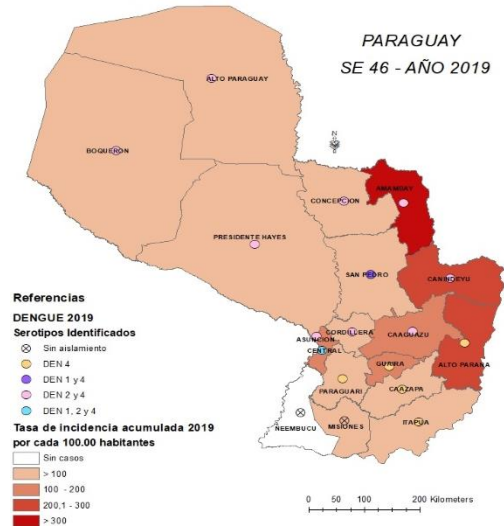 PARAGUAY
SE 46 - AÑO 2019
ALTO PARAGUAY
BOQUERON
CONCEPCION
AMAMBAY
PRESIDENTE HAYES
SAN PEDRO
CANINDEYU
CORDILLERA
ASUNCION
CAAGUAZU
CENTRAL
GUAIRA
ALTO PARANA
PARAGUARI
CAAZAPA
ÑEEMBUCU
MISIONES
ITAPUA
Referencias
DENGUE 2019
Serotipos Identificados
Sin aislamiento
DEN 4
DEN 1 y 4
DEN 2 y 4
DEN 1, 2 y 4
Tasa de incidencia acumulada 2019
por cada 100.00 habitantes
Sin casos
> 100
100 - 200
200,1 - 300
> 300
0 50 100 200 Kilometers